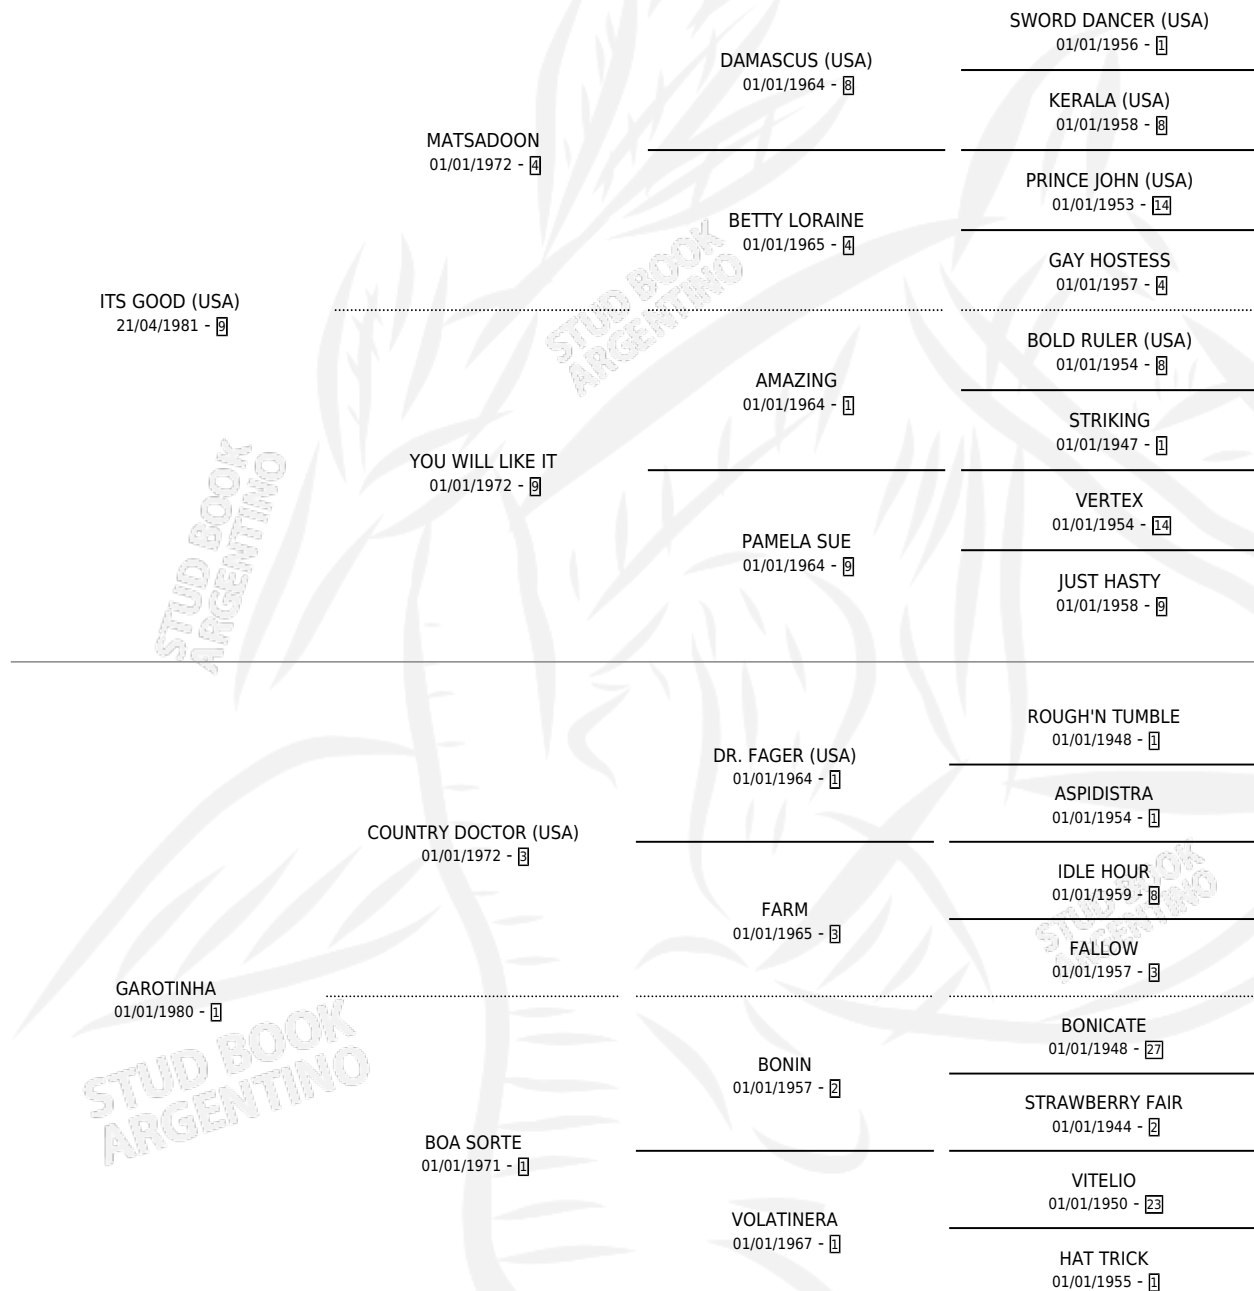 SWORD DANCER (USA)
01/01/1956 - 1
DAMASCUS (USA)
01/01/1964 - 8
KERALA (USA)
01/01/1958 - 8
MATSADOON
01/01/1972 - 4
PRINCE JOHN (USA)
01/01/1953 - 14
BETTY LORAINE
01/01/1965 - 4
GAY HOSTESS
01/01/1957 - 4
ITS GOOD (USA)
21/04/1981 - 9
BOLD RULER (USA)
01/01/1954 - 8
AMAZING
01/01/1964 - 1
STRIKING
01/01/1947 - 1
YOU WILL LIKE IT
01/01/1972 - 9
VERTEX
01/01/1954 - 14
PAMELA SUE
01/01/1964 - 9
JUST HASTY
01/01/1958 - 9
ROUGH'N TUMBLE
01/01/1948 - 1
DR. FAGER (USA)
01/01/1964 - 1
ASPIDISTRA
01/01/1954 - 1
COUNTRY DOCTOR (USA)
01/01/1972 - 3
IDLE HOUR
01/01/1959 - 8
FARM
01/01/1965 - 3
FALLOW
01/01/1957 - 3
GAROTINHA
01/01/1980 - 1
BONICATE
01/01/1948 - 27
BONIN
01/01/1957 - 2
STRAWBERRY FAIR
01/01/1944 - 2
BOA SORTE
01/01/1971 - 1
VITELIO
01/01/1950 - 23
VOLATINERA
01/01/1967 - 1
HAT TRICK
01/01/1955 - 1
STUD BOOK
ARGENTINO
STUD BOOK
ARGENTINO
STUD BOOK
ARGENTINO
STUD BOOK
ARGENTINO